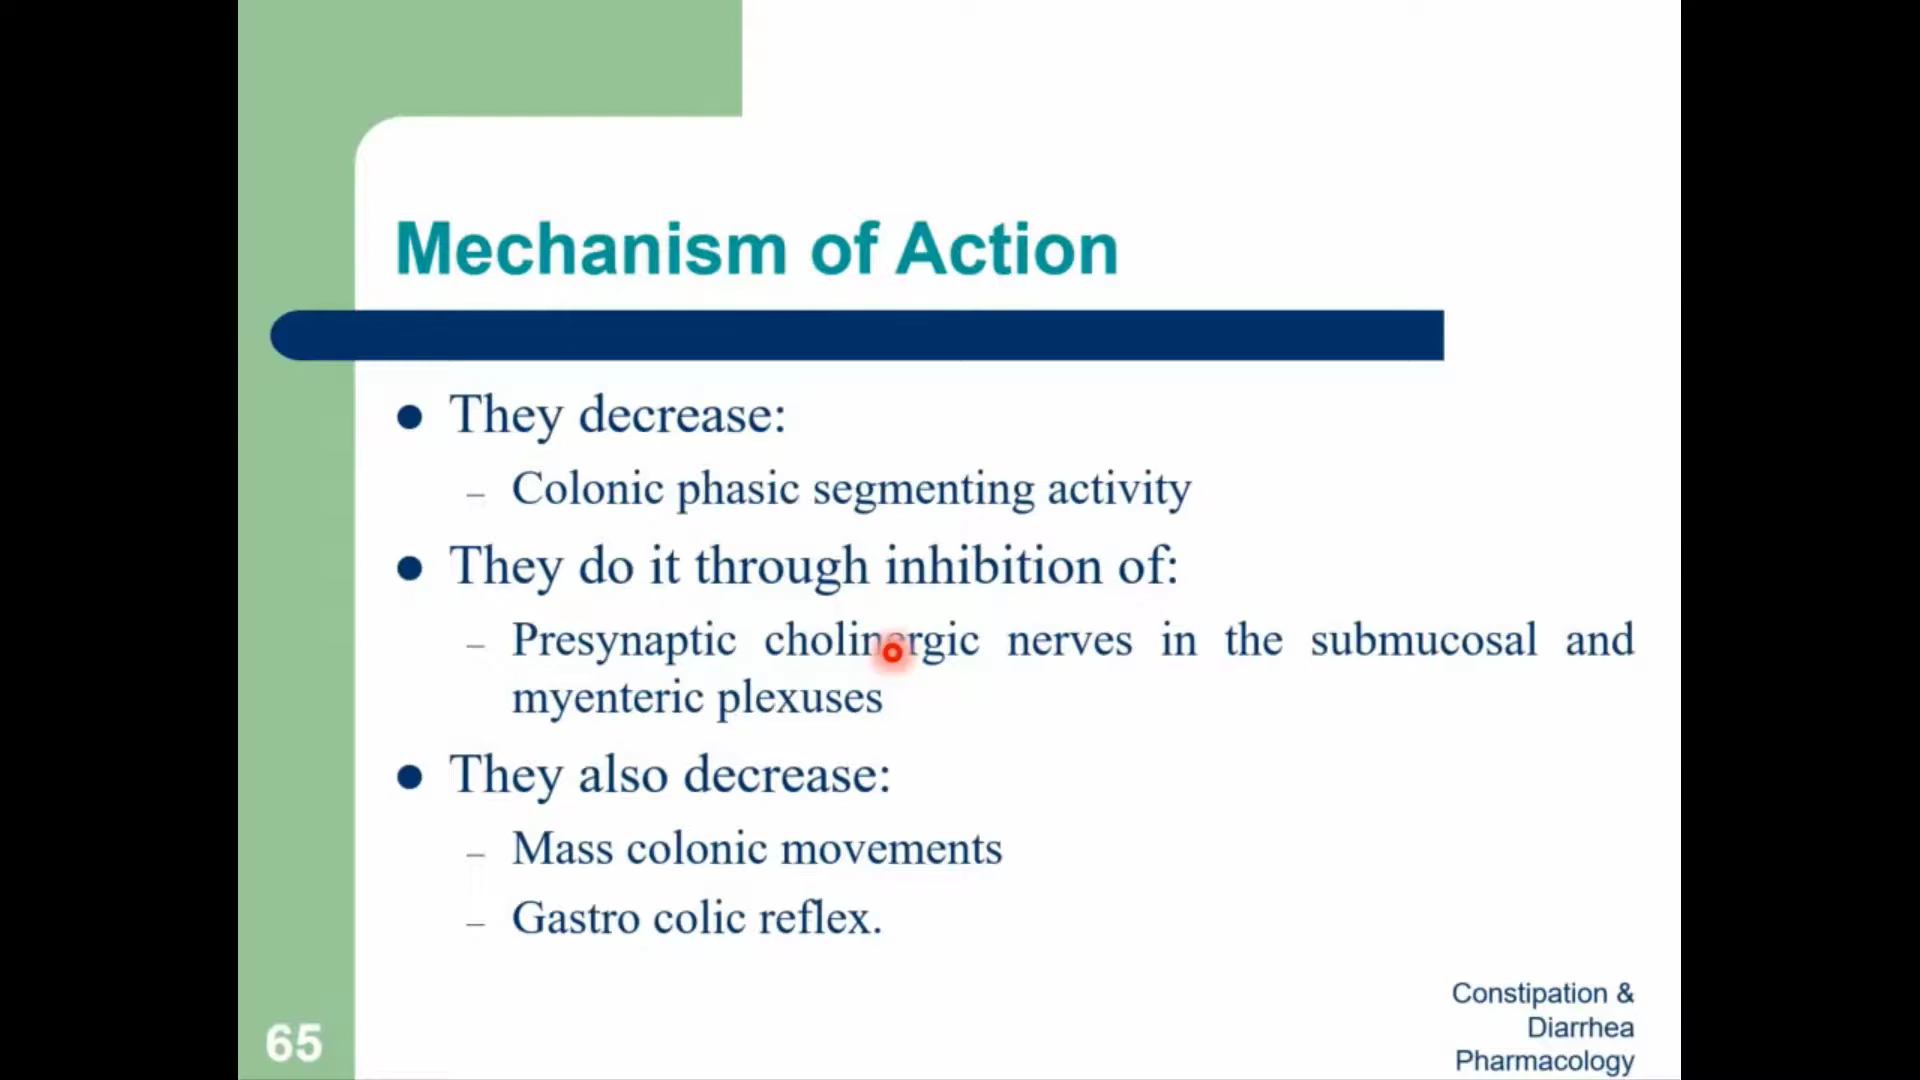 Mechanism of Action
● They decrease:
– Colonic phasic segmenting activity
● They do it through inhibition of:
– Presynaptic cholinergic nerves in the submucosal and
myenteric plexuses
● They also decrease:
– Mass colonic movements
– Gastro colic reflex.
65
Constipation &
Diarrhea
Pharmacology